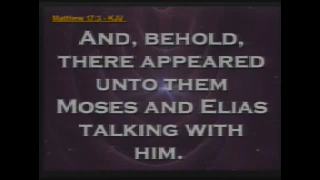 Matthew 17:3 - KJV
AND, BEHOLD,
THERE APPEARED
UNTO THEM
MOSES AND ELIAS
TALKING WITH
HIM.